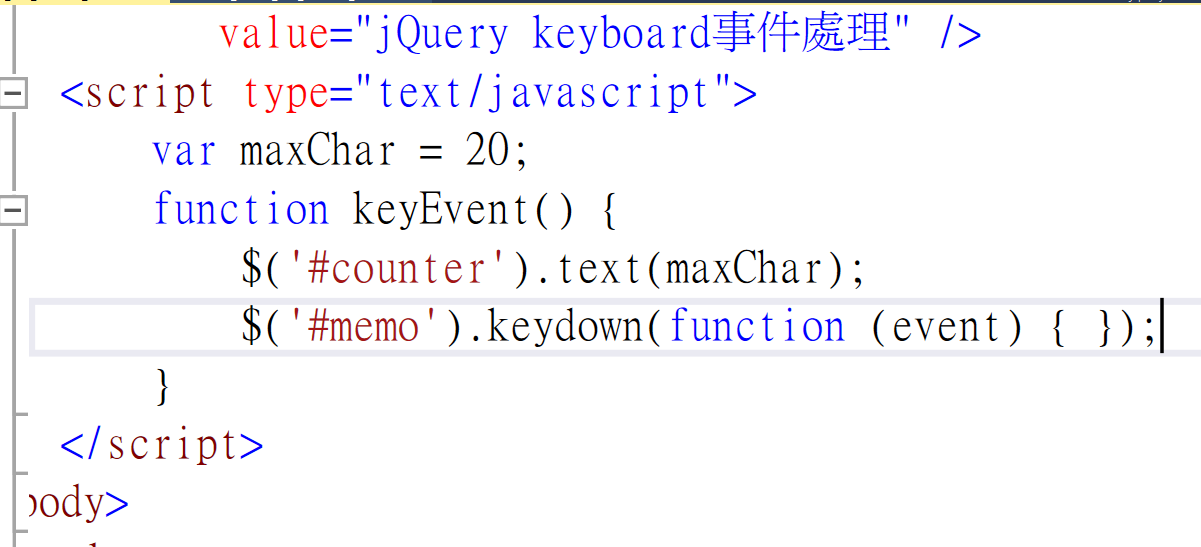 value="jQuery keyboard事件處理" />
<script type="text/javascript">
var maxChar = 20;
function keyEvent() {
$('#counter').text(maxChar);
$('#memo').keydown(function (event) { });
}
</script>
body>